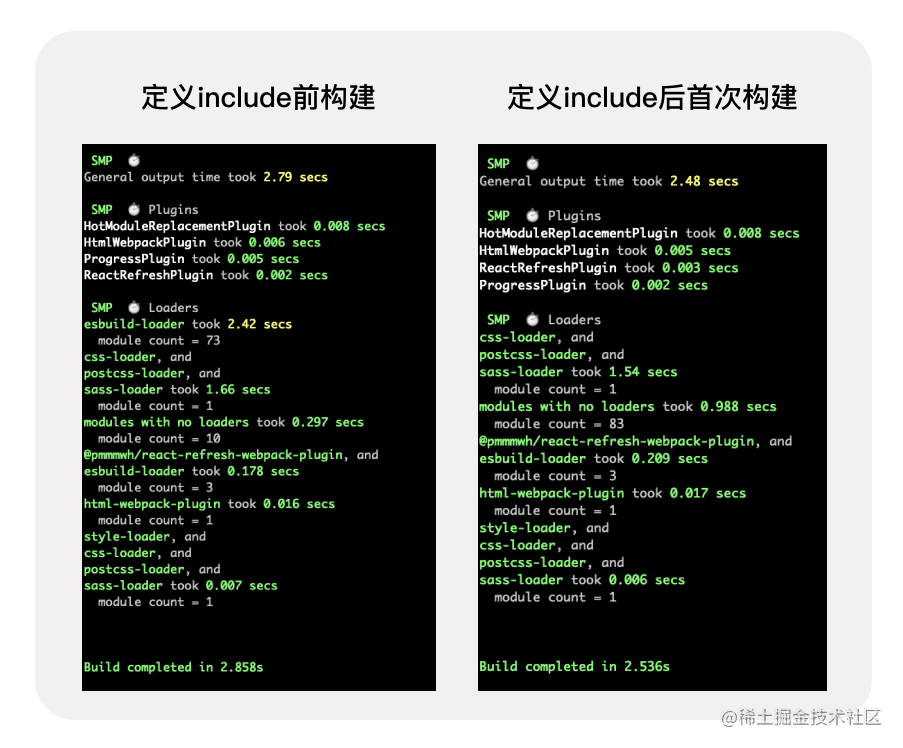 定义include前构建
SMP ⏱
General output time took 2.79 secs
SMP ⏱ Plugins
HotModuleReplacementPlugin took 0.008 secs
HtmlWebpackPlugin took 0.006 secs
ProgressPlugin took 0.005 secs
ReactRefreshPlugin took 0.002 secs
SMP ⏱ Loaders
esbuild-loader took 2.42 secs
module count = 73
css-loader, and
postcss-loader, and
sass-loader took 1.66 secs
module count = 1
modules with no loaders took 0.297 secs
module count = 10
@pmmmwh/react-refresh-webpack-plugin, and
esbuild-loader took 0.178 secs
module count = 3
html-webpack-plugin took 0.016 secs
module count = 1
style-loader, and
css-loader, and
postcss-loader, and
sass-loader took 0.007 secs
module count = 1
Build completed in 2.858s
定义include后首次构建
SMP ⏱
General output time took 2.48 secs
SMP ⏱ Plugins
HotModuleReplacementPlugin took 0.008 secs
HtmlWebpackPlugin took 0.005 secs
ReactRefreshPlugin took 0.003 secs
ProgressPlugin took 0.002 secs
SMP ⏱ Loaders
css-loader, and
postcss-loader, and
sass-loader took 1.54 secs
module count = 1
modules with no loaders took 0.988 secs
module count = 83
@pmmmwh/react-refresh-webpack-plugin, and
esbuild-loader took 0.209 secs
module count = 3
html-webpack-plugin took 0.017 secs
module count = 1
style-loader, and
css-loader, and
postcss-loader, and
sass-loader took 0.006 secs
module count = 1
Build completed in 2.536s
@稀土掘金技术社区